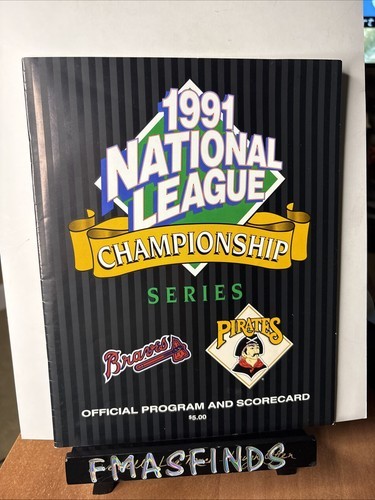 1991
NATIONAL
LEAGUE
CHAMPIONSHIP
SERIES
Braves
PIRATES
OFFICIAL PROGRAM AND SCORECARD
$5.00
FMASFINDS